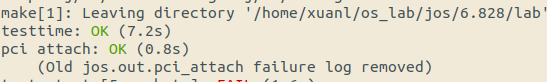 make[1]: Leaving directory '/home/xuanl/os_lab/jos/6.828/lab'
testtime: OK (7.2s)
pci attach: OK (0.8s)
(Old jos.out.pci_attach failure log removed)